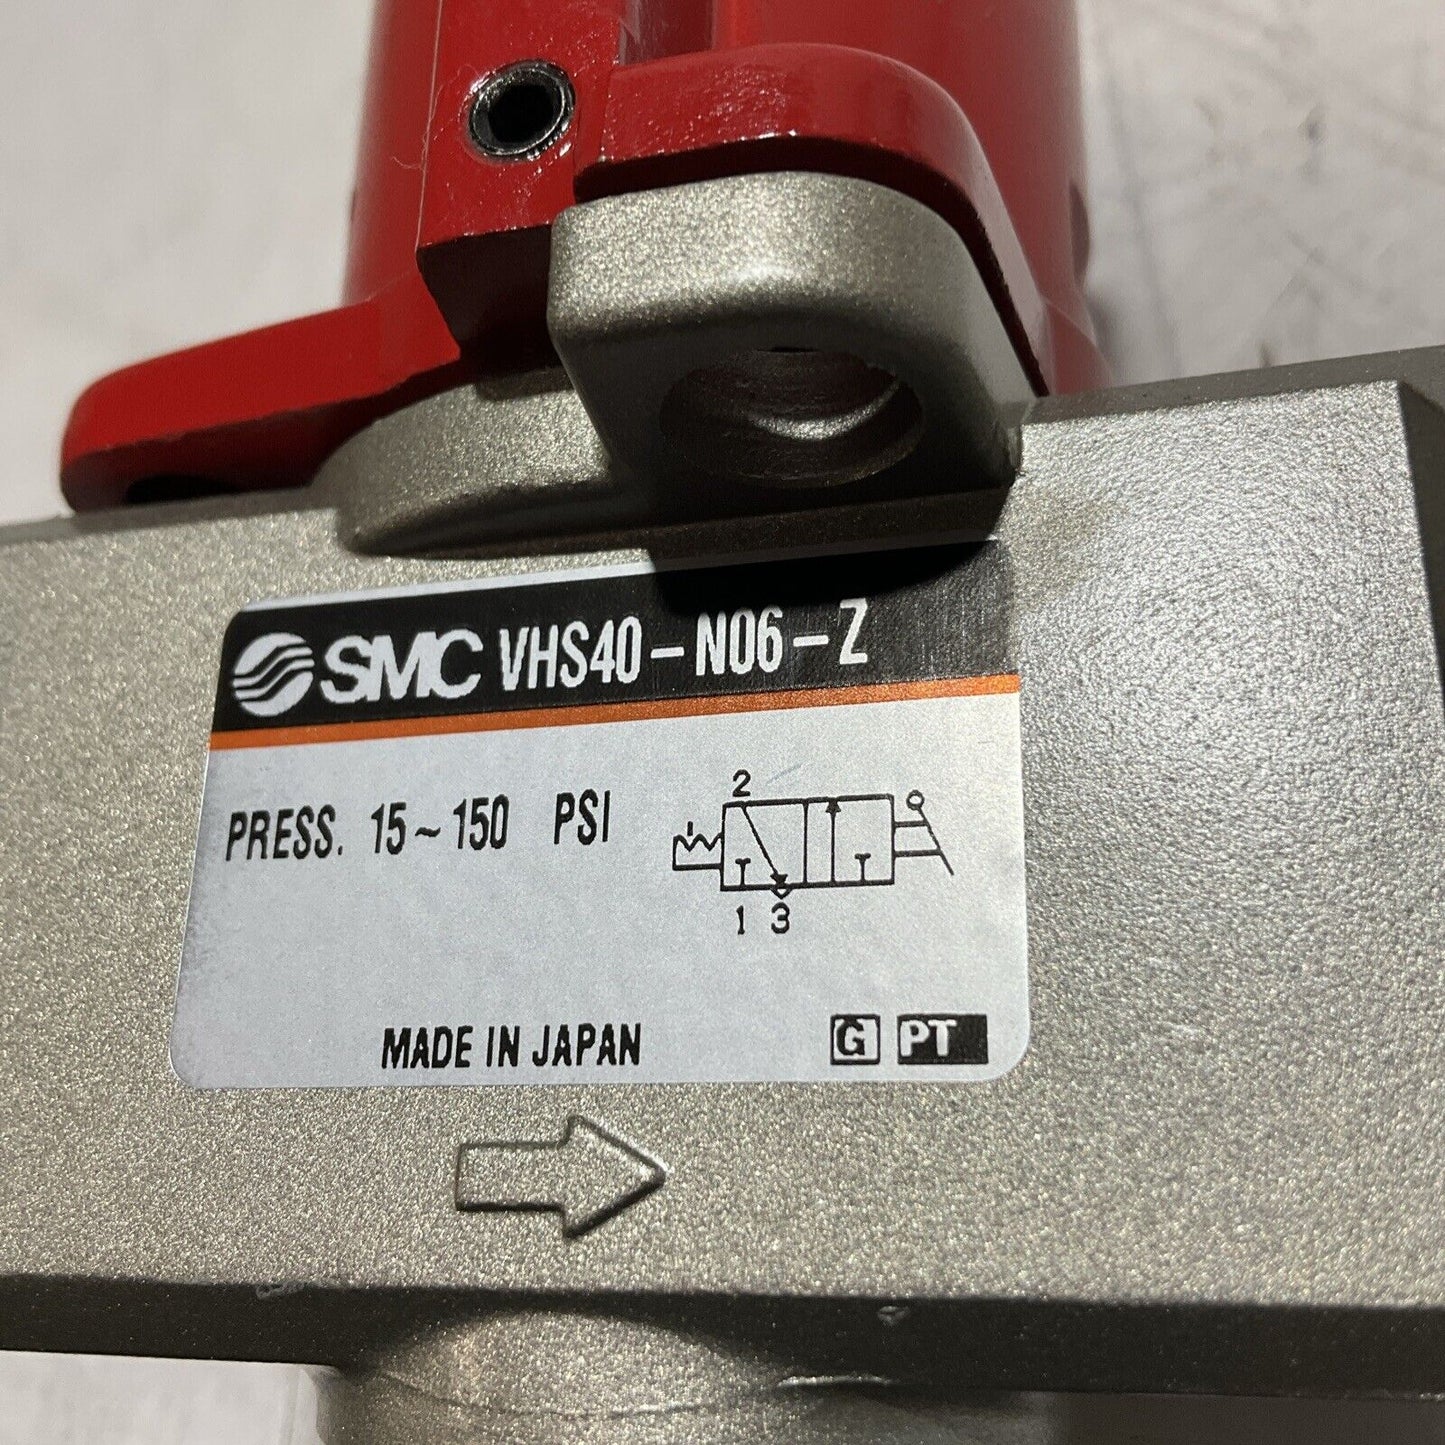 SMC VHS40-N06-Z
PRESS. 15~150 PSI
2
1 3
MADE IN JAPAN G PT